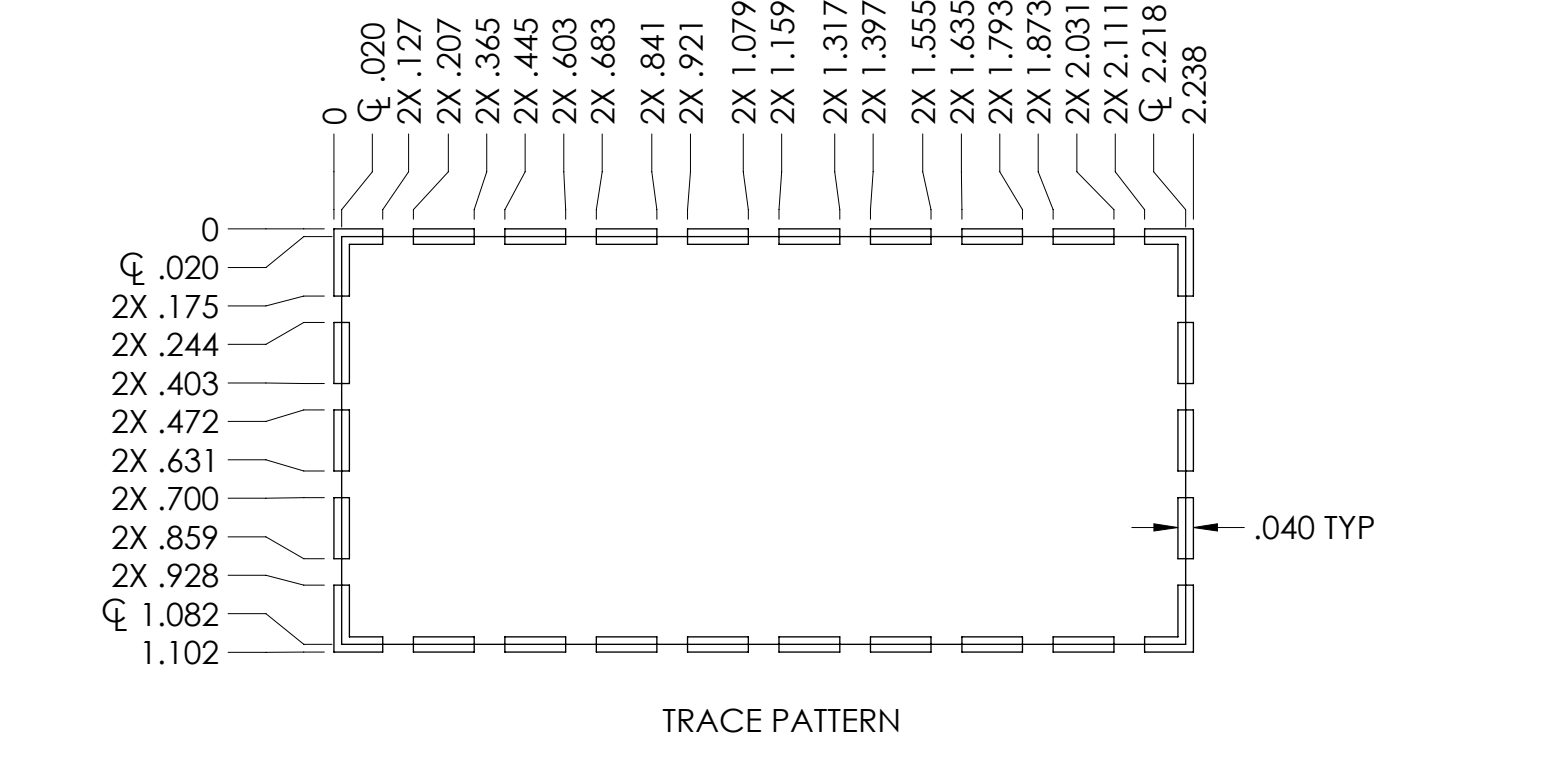 0
℄ .020
2X .127
2X .207
2X .365
2X .445
2X .603
2X .683
2X .841
2X .921
2X 1.079
2X 1.159
2X 1.317
2X 1.397
2X 1.555
2X 1.635
2X 1.793
2X 1.873
2X 2.031
2X 2.111
℄ 2.218
2.238
0
℄ .020
2X .175
2X .244
2X .403
2X .472
2X .631
2X .700
2X .859
2X .928
℄ 1.082
1.102
.040 TYP
TRACE PATTERN